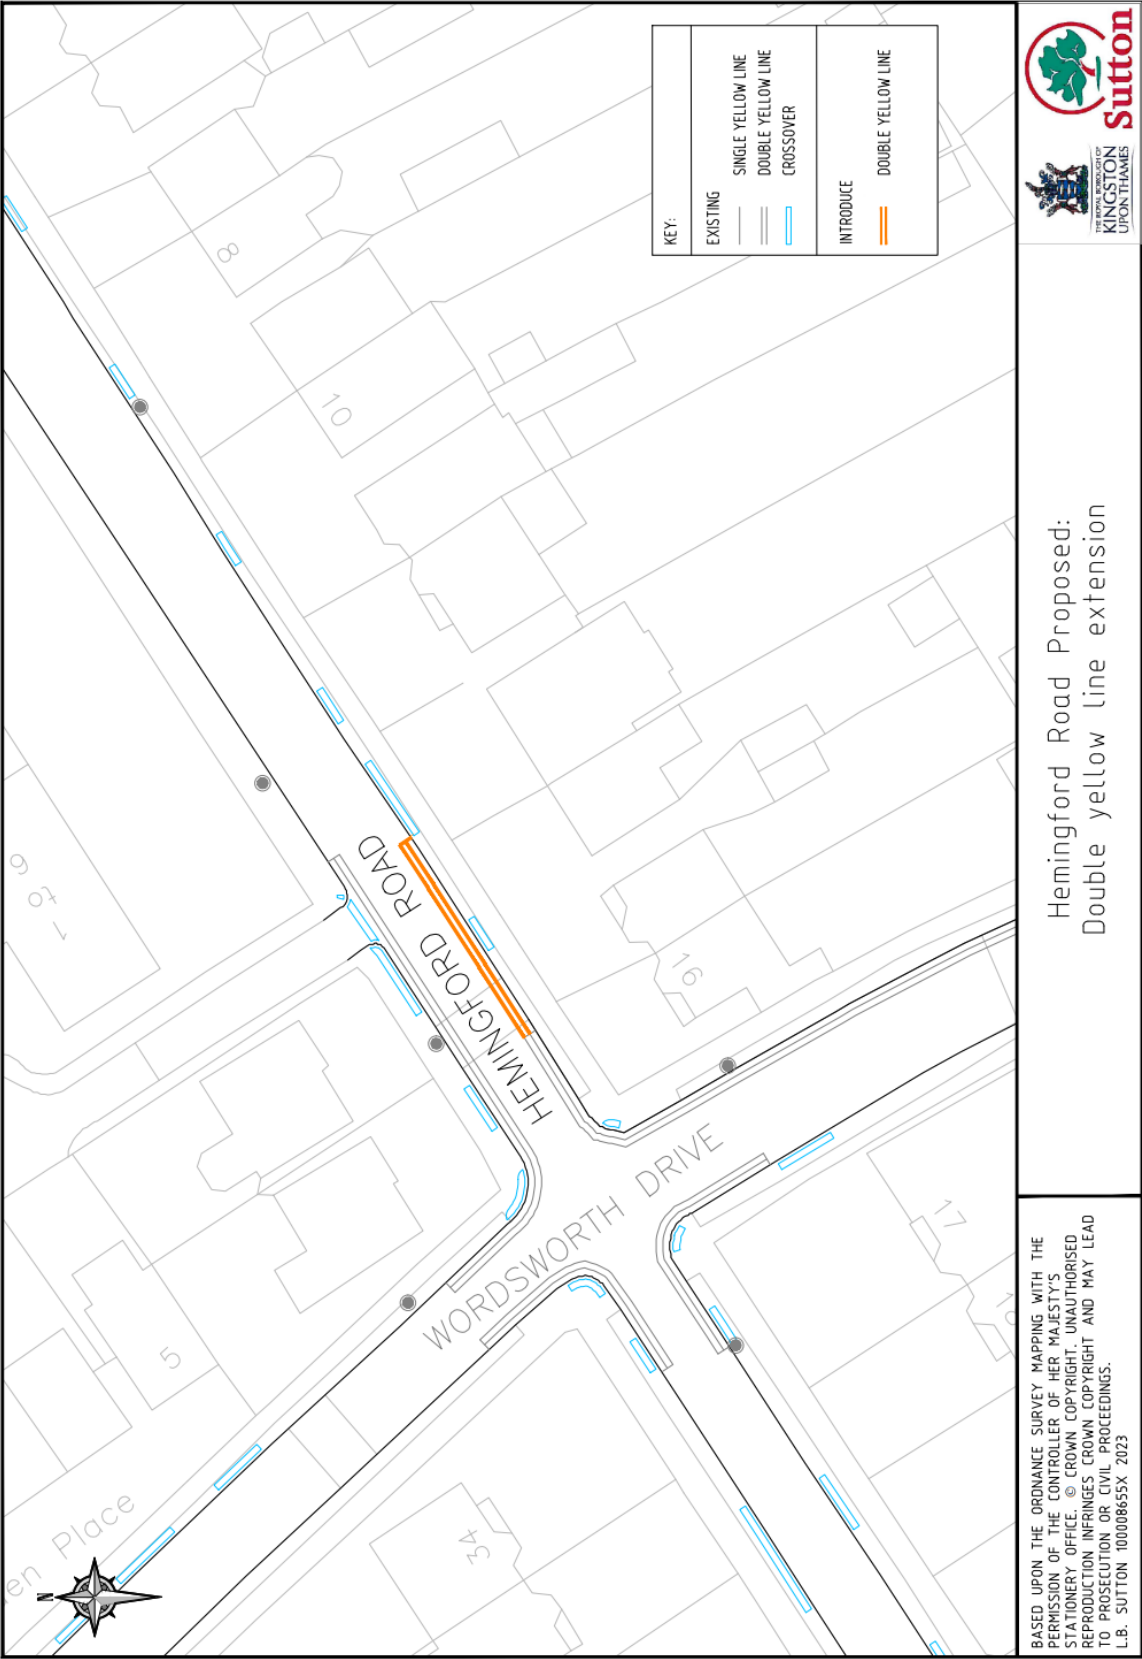 KEY:
EXISTING
SINGLE YELLOW LINE
DOUBLE YELLOW LINE
CROSSOVER
INTRODUCE
DOUBLE YELLOW LINE
8
10
HEMINGFORD ROAD
WORDSWORTH DRIVE
16
17
5
34
en Place
N
Hemingford Road Proposed:
Double yellow line extension
THE ROYAL BOROUGH OF
KINGSTON
UPON THAMES
Sutton
BASED UPON THE ORDNANCE SURVEY MAPPING WITH THE
PERMISSION OF THE CONTROLLER OF HER MAJESTY'S
STATIONERY OFFICE. © CROWN COPYRIGHT. UNAUTHORISED
REPRODUCTION INFRINGES CROWN COPYRIGHT AND MAY LEAD
TO PROSECUTION OR CIVIL PROCEEDINGS.
L.B. SUTTON 100008655X 2023